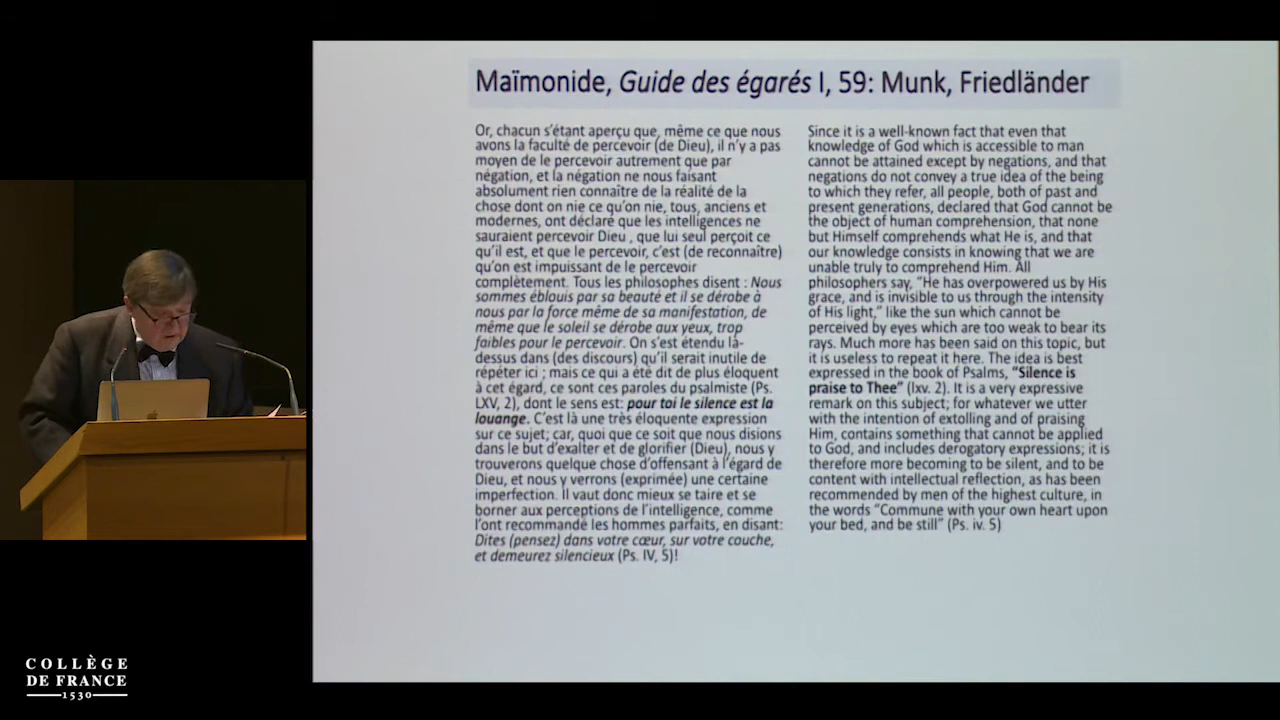 Maïmonide, Guide des égarés I, 59: Munk, Friedländer
Or, chacun s'étant aperçu que, même ce que nous
avons la faculté de percevoir (de Dieu), il n'y a pas
moyen de le percevoir autrement que par
négation, et la négation ne nous faisant
absolument rien connaître de la réalité de la
chose dont on nie ce qu'on nie, tous, anciens et
modernes, ont déclaré que les intelligences ne
sauraient percevoir Dieu , que lui seul perçoit ce
qu'il est, et que le percevoir, c'est (de reconnaître)
qu'on est impuissant de le percevoir
complètement. Tous les philosophes disent : Nous
sommes éblouis par sa beauté et il se dérobe à
nous par la force même de sa manifestation, de
même que le soleil se dérobe aux yeux, trop
faibles pour le percevoir. On s'est étendu là-
dessus dans (des discours) qu'il serait inutile de
répéter ici ; mais ce qui a été dit de plus éloquent
à cet égard, ce sont ces paroles du psalmiste (Ps.
LXV, 2), dont le sens est: pour toi le silence est la
louange. C'est là une très éloquente expression
sur ce sujet; car, quoi que ce soit que nous disions
dans le but d'exalter et de glorifier (Dieu), nous y
trouverons quelque chose d'offensant à l'égard de
Dieu, et nous y verrons (exprimée) une certaine
imperfection. Il vaut donc mieux se taire et se
borner aux perceptions de l'intelligence, comme
l'ont recommandé les hommes parfaits, en disant:
Dites (pensez) dans votre cœur, sur votre couche,
et demeurez silencieux (Ps. IV, 5)!
Since it is a well-known fact that even that
knowledge of God which is accessible to man
cannot be attained except by negations, and that
negations do not convey a true idea of the being
to which they refer, all people, both of past and
present generations, declared that God cannot be
the object of human comprehension, that none
but Himself comprehends what He is, and that
our knowledge consists in knowing that we are
unable truly to comprehend Him. All
philosophers say, "He has overpowered us by His
grace, and is invisible to us through the intensity
of His light," like the sun which cannot be
perceived by eyes which are too weak to bear its
rays. Much more has been said on this topic, but
it is useless to repeat it here. The idea is best
expressed in the book of Psalms, "Silence is
praise to Thee" (lxv. 2). It is a very expressive
remark on this subject; for whatever we utter
with the intention of extolling and of praising
Him, contains something that cannot be applied
to God, and includes derogatory expressions; it is
therefore more becoming to be silent, and to be
content with intellectual reflection, as has been
recommended by men of the highest culture, in
the words "Commune with your own heart upon
your bed, and be still" (Ps. iv. 5)
COLLÈGE
DE FRANCE
1530